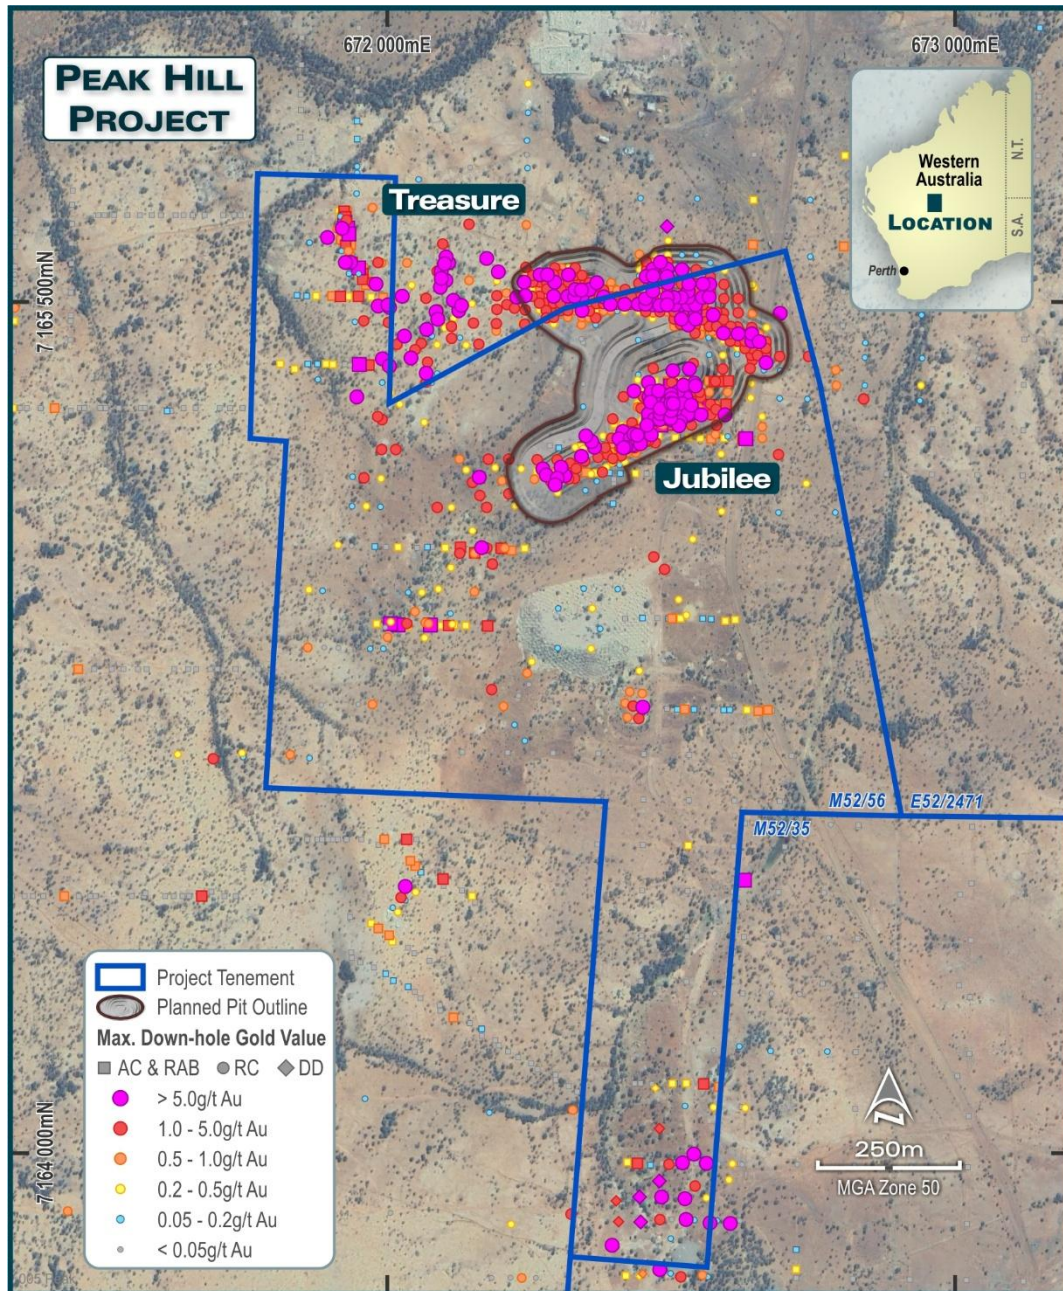 672 000mE
673 000mE
PEAK HILL
PROJECT
Western
Australia
LOCATION
N.T.
S.A.
Perth
Treasure
7 165 500mN
Jubilee
M52/56
E52/2471
M52/35
Project Tenement
Planned Pit Outline
Max. Down-hole Gold Value
AC & RAB RC DD
> 5.0g/t Au
1.0 - 5.0g/t Au
0.5 - 1.0g/t Au
0.2 - 0.5g/t Au
0.05 - 0.2g/t Au
< 0.05g/t Au
7 164 000mN
N
250m
MGA Zone 50